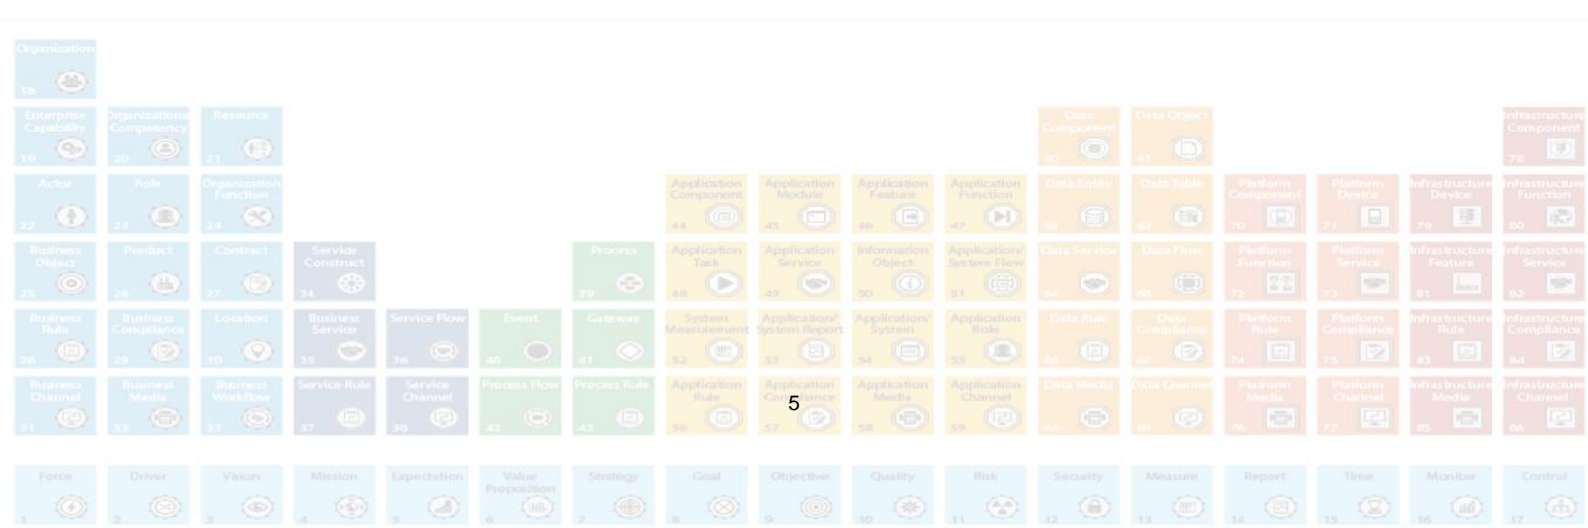 Organization
18
Enterprise Capability
19
Organizationa Competency
20
Resource
21
Data Component
60
Data Object
61
Infrastructure Component
78
Actor
22
Role
23
Organization Function
24
Application Component
44
Application Module
45
Application Feature
46
Application Function
47
Data Entity
62
Data Table
63
Platform Component
70
Platform Device
71
Infrastructure Device
79
Infrastructure Function
80
Business Object
25
Product
26
Contract
27
Service Construct
34
Process
39
Application Task
48
Application Service
49
Information Object
50
Application/ System Flow
51
Data Service
64
Data Flow
65
Platform Function
72
Platform Service
73
Infrastructure Feature
81
Infrastructure Service
82
Business Rule
28
Business Compliance
29
Location
30
Business Service
35
Service Flow
36
Event
40
Gateway
41
System Measurement
52
Application/ System Report
53
Application/ System
54
Application Role
55
Data Rule
66
Data Compliance
67
Platform Rule
74
Platform Compliance
75
Infrastructure Rule
83
Infrastructure Compliance
84
Business Channel
31
Business Media
32
Business Workflow
33
Service Rule
37
Service Channel
38
Process Flow
42
Process Rule
43
Application Rule
56
Application Compliance
57
5
Application Media
58
Application Channel
59
Data Media
68
Data Channel
69
Platform Media
76
Platform Channel
77
Infrastructure Media
85
Infrastructure Channel
86
Force
1
Driver
2
Vision
3
Mission
4
Expectation
5
Value Proposition
6
Strategy
7
Goal
8
Objective
9
Quality
10
Risk
11
Security
12
Measure
13
Report
14
Time
15
Monitor
16
Control
17